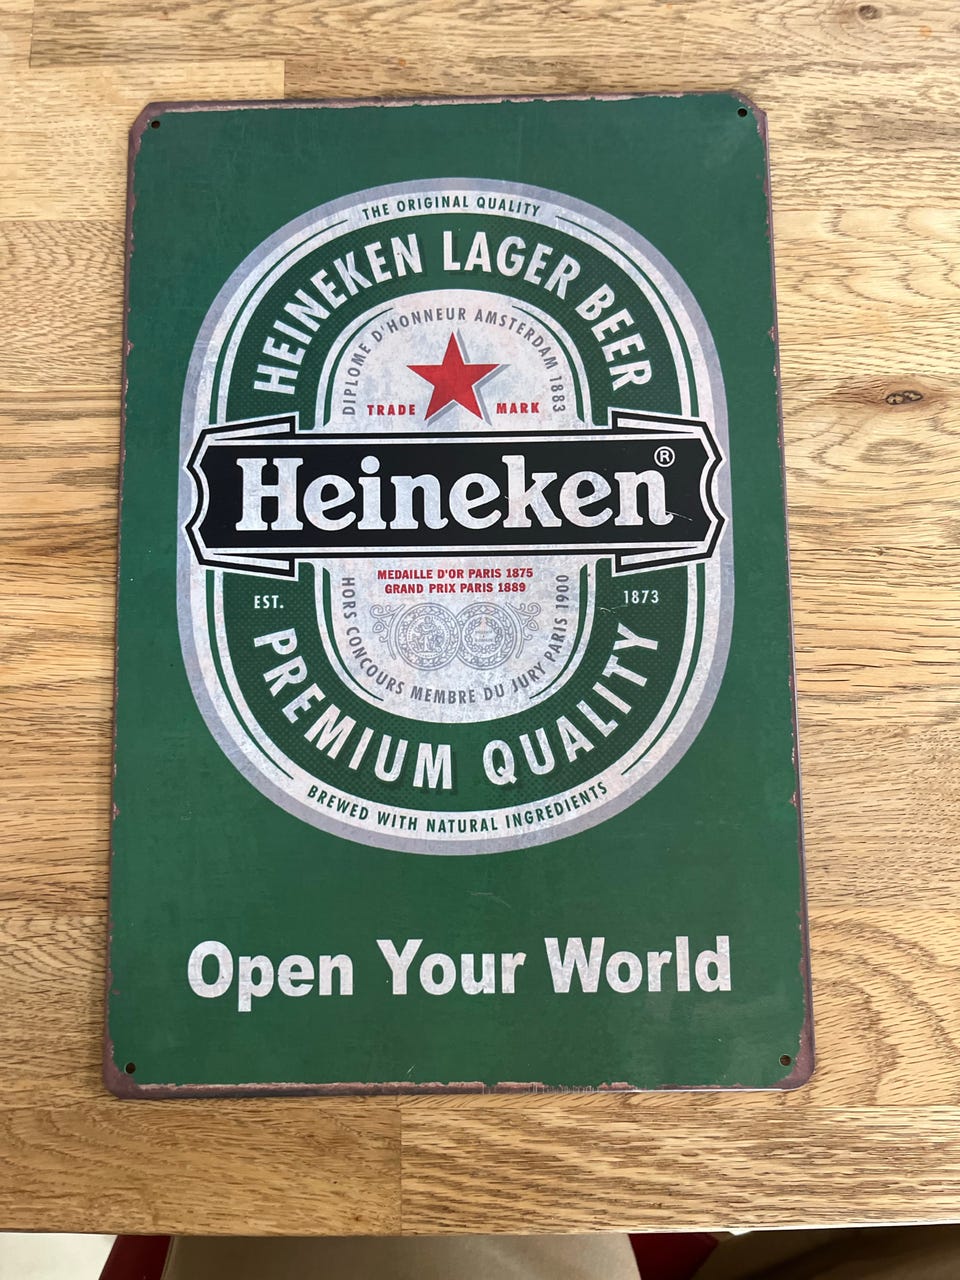 THE ORIGINAL QUALITY
HEINEKEN LAGER BEER
DIPLOME D'HONNEUR AMSTERDAM 1883
TRADE MARK
Heineken®
MEDAILLE D'OR PARIS 1875
GRAND PRIX PARIS 1889
HORS CONCOURS MEMBRE DU JURY PARIS 1900
EST. 1873
PREMIUM QUALITY
BREWED WITH NATURAL INGREDIENTS
Open Your World